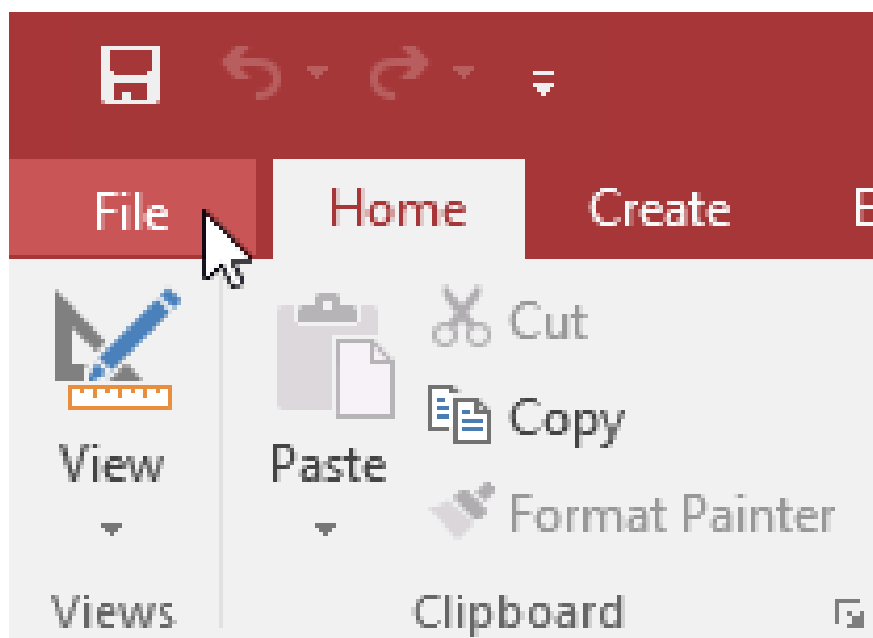 File Home Create
View Paste Cut
Copy
Format Painter
Views Clipboard